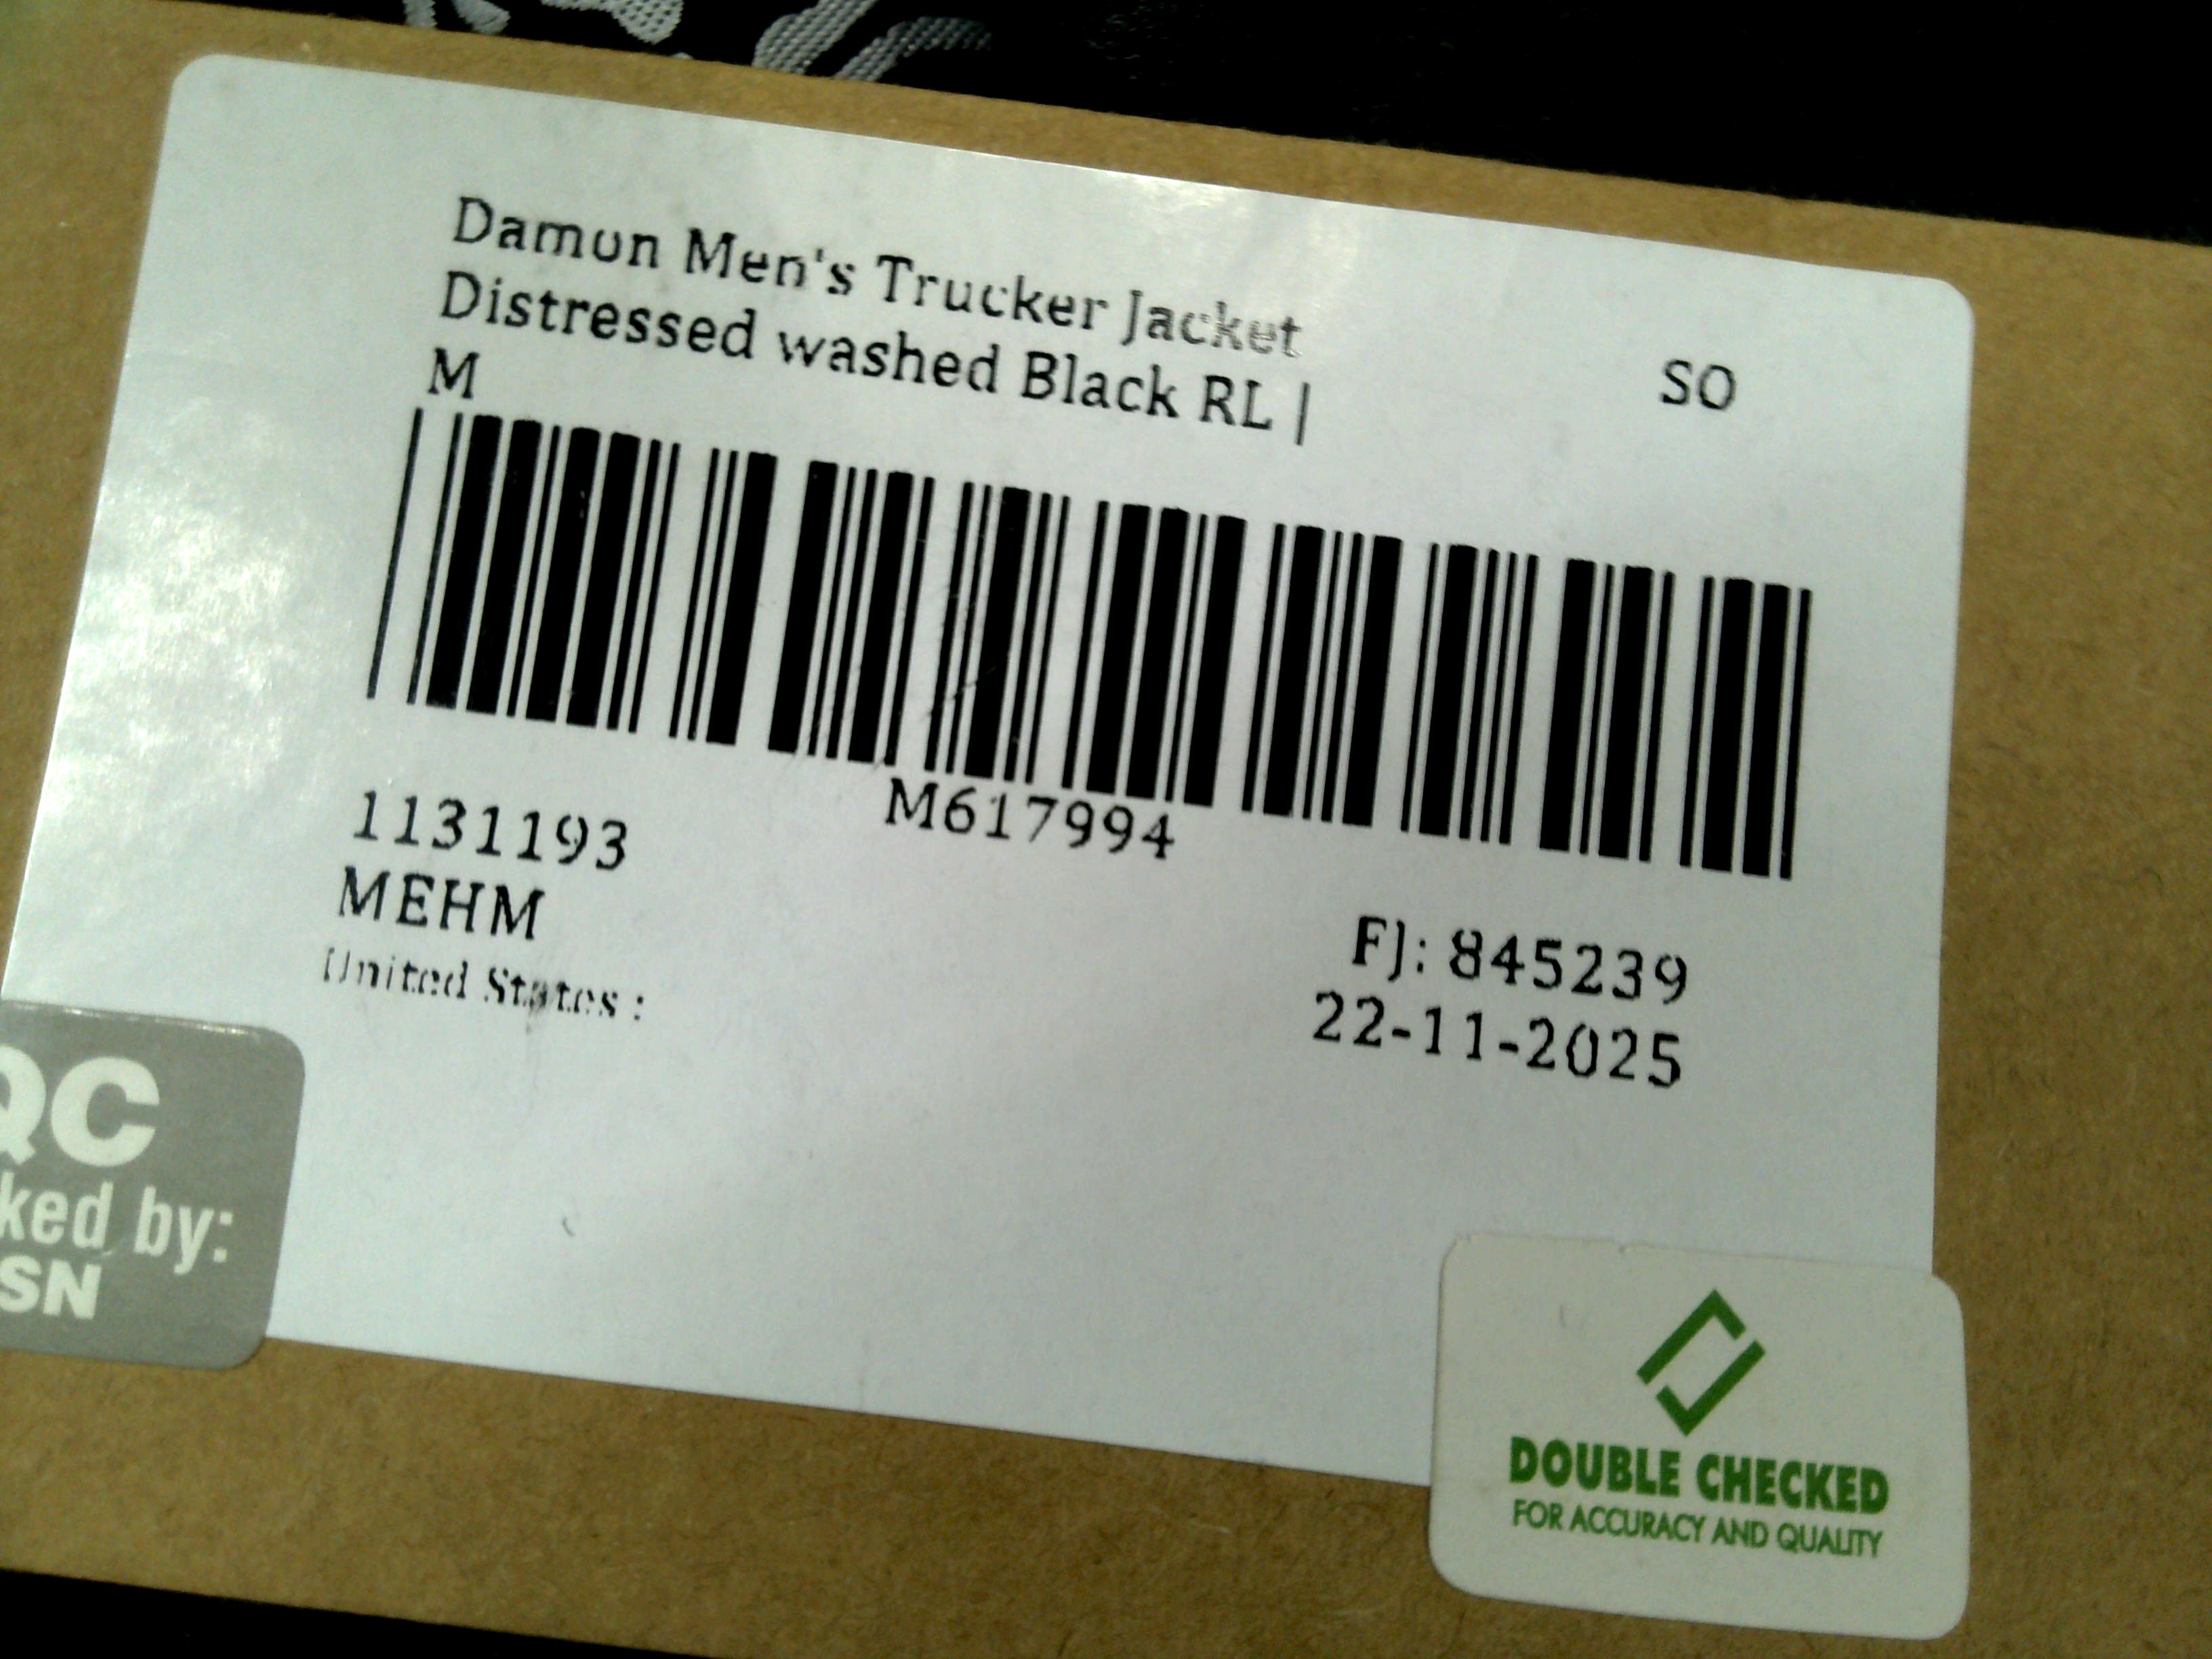 Damon Men's Trucker Jacket
Distressed washed Black RL |
M
SO
M617994
1131193
MEHM
United States :
FJ: 845239
22-11-2025
QC
ked by:
SN
DOUBLE CHECKED
FOR ACCURACY AND QUALITY